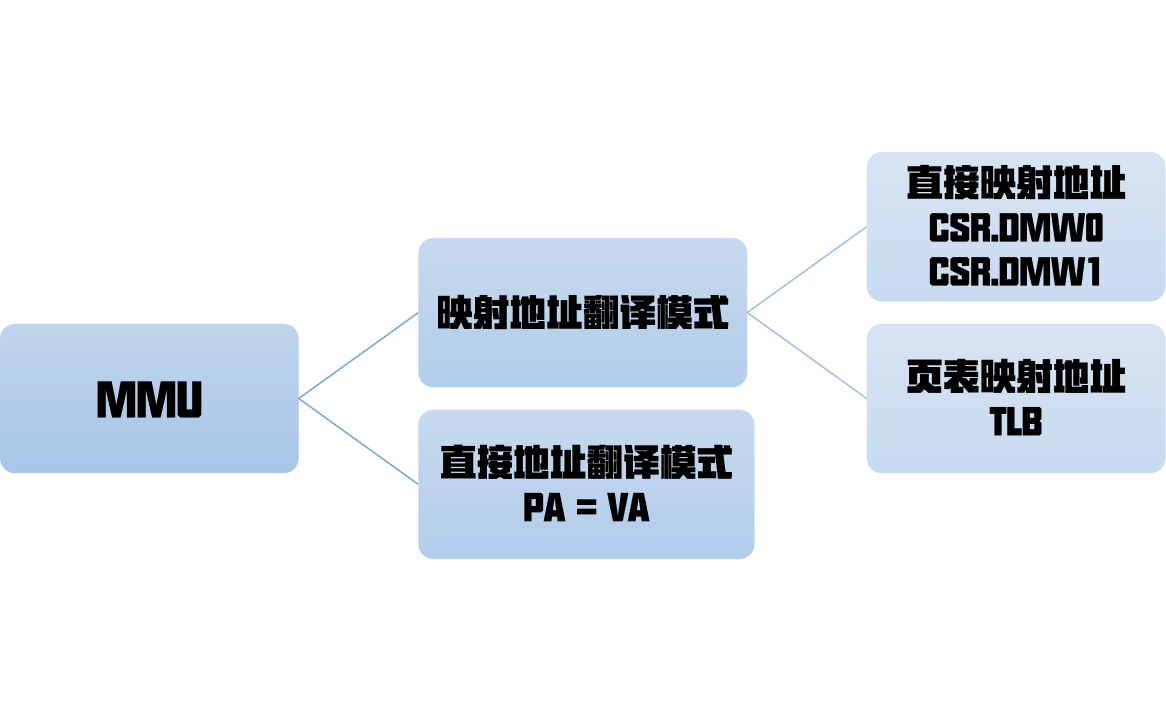 MMU
映射地址翻译模式
直接地址翻译模式
PA = VA
直接映射地址
CSR.DMW0
CSR.DMW1
页表映射地址
TLB